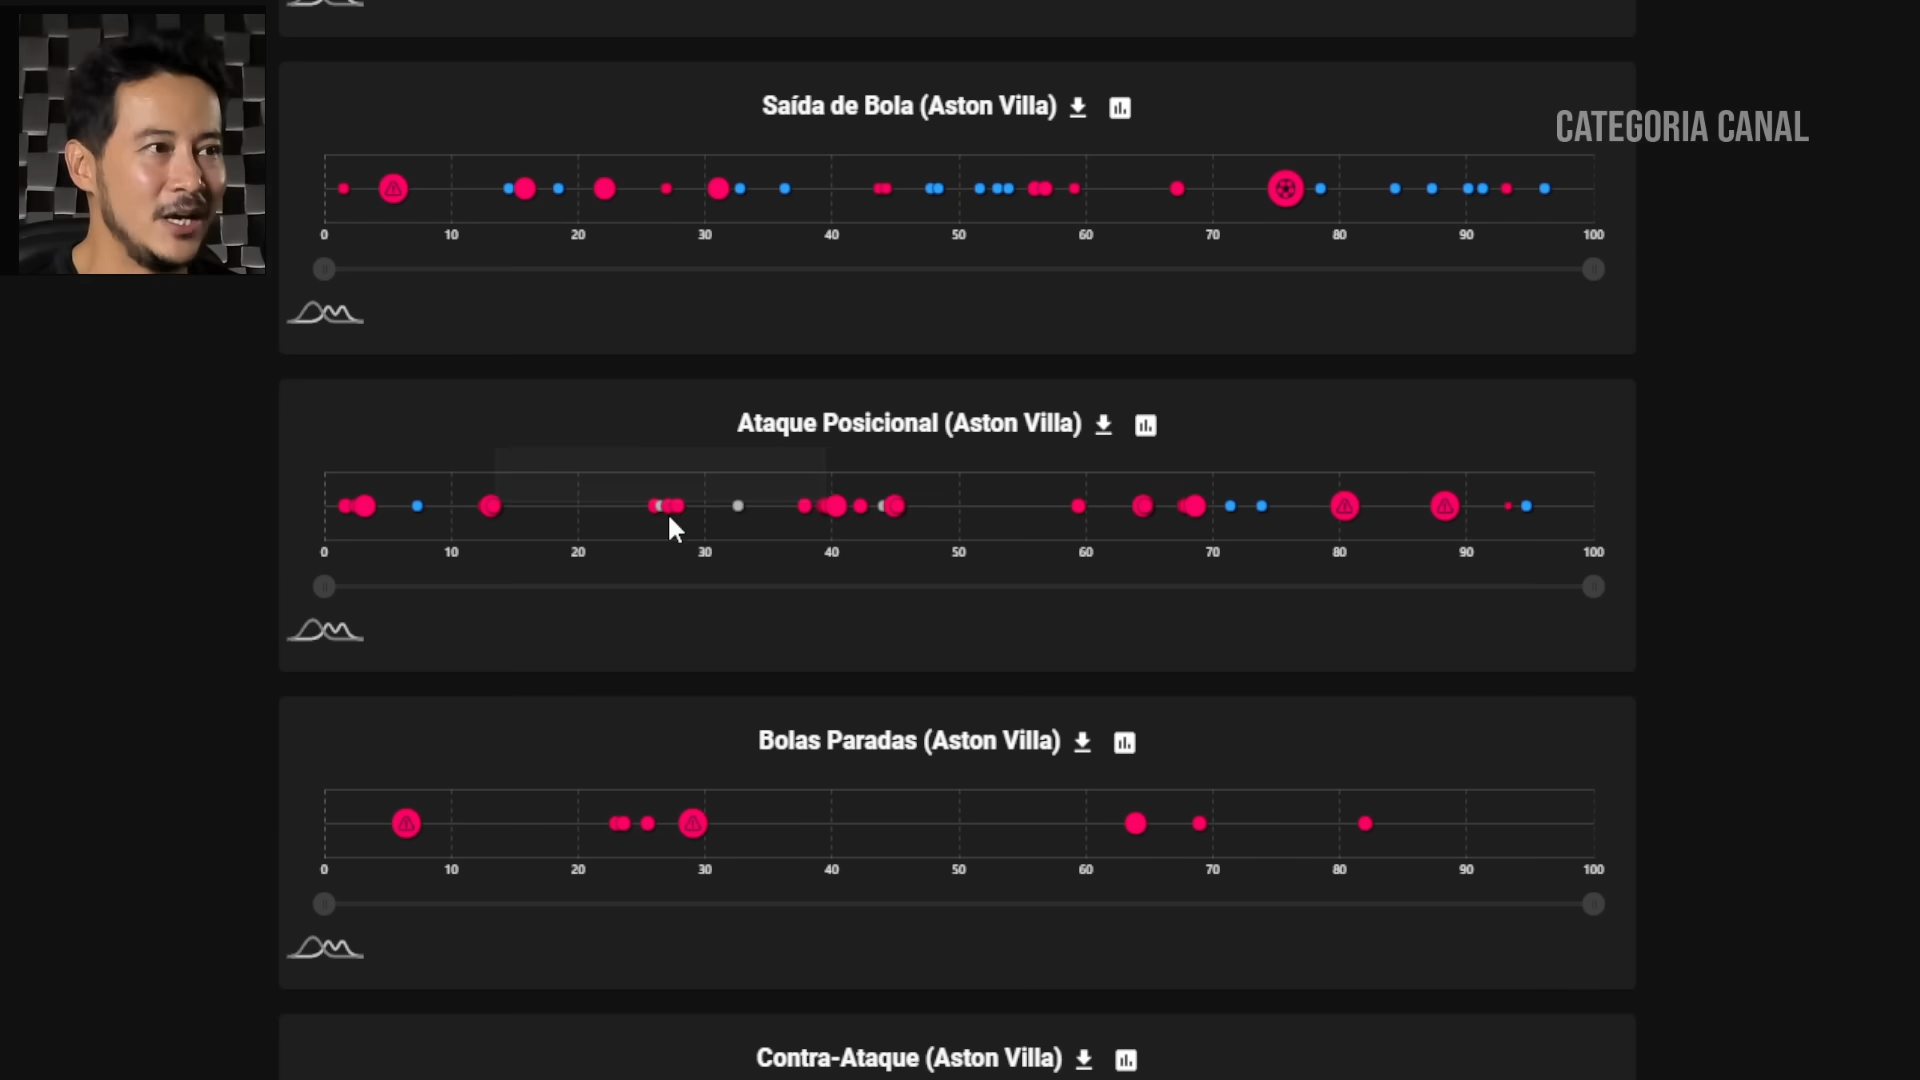 Saída de Bola (Aston Villa)
CATEGORIA CANAL
0 10 20 30 40 50 60 70 80 90 100
Ataque Posicional (Aston Villa)
0 10 20 30 40 50 60 70 80 90 100
Bolas Paradas (Aston Villa)
0 10 20 30 40 50 60 70 80 90 100
Contra-Ataque (Aston Villa)